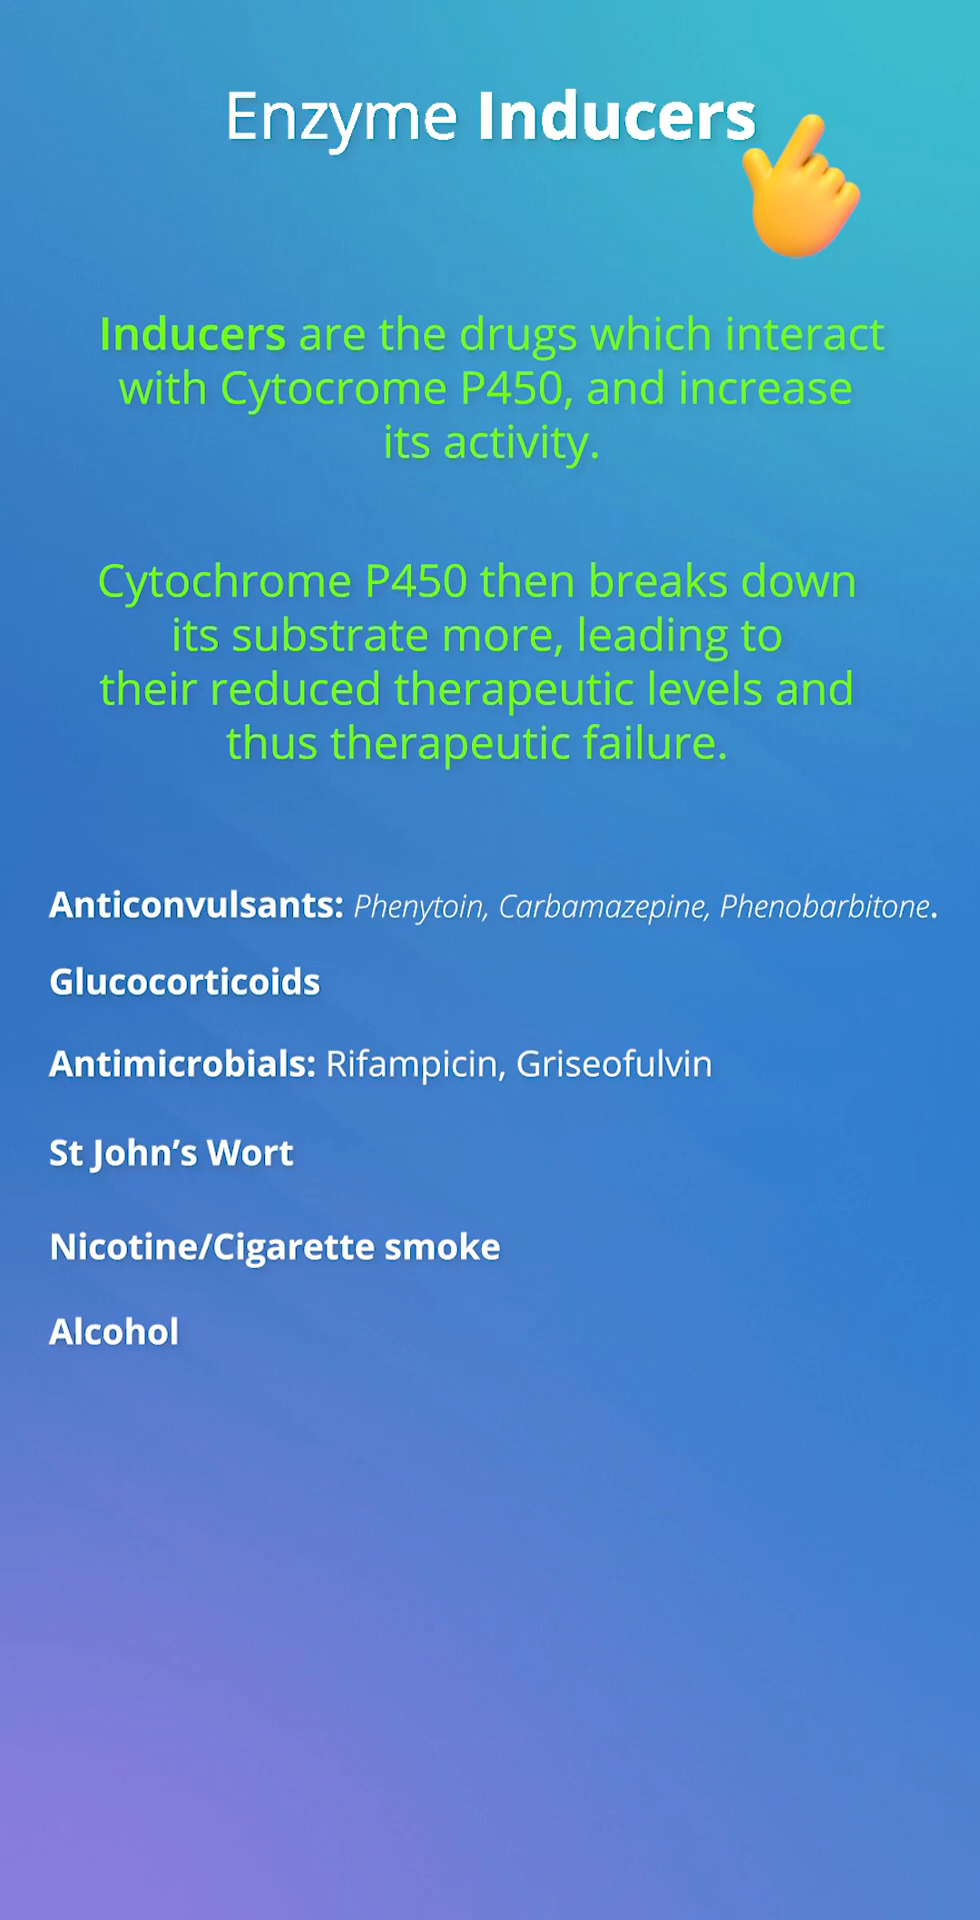 Enzyme Inducers
Inducers are the drugs which interact
with Cytocrome P450, and increase
its activity.
Cytochrome P450 then breaks down
its substrate more, leading to
their reduced therapeutic levels and
thus therapeutic failure.
Anticonvulsants: Phenytoin, Carbamazepine, Phenobarbitone.
Glucocorticoids
Antimicrobials: Rifampicin, Griseofulvin
St John’s Wort
Nicotine/Cigarette smoke
Alcohol